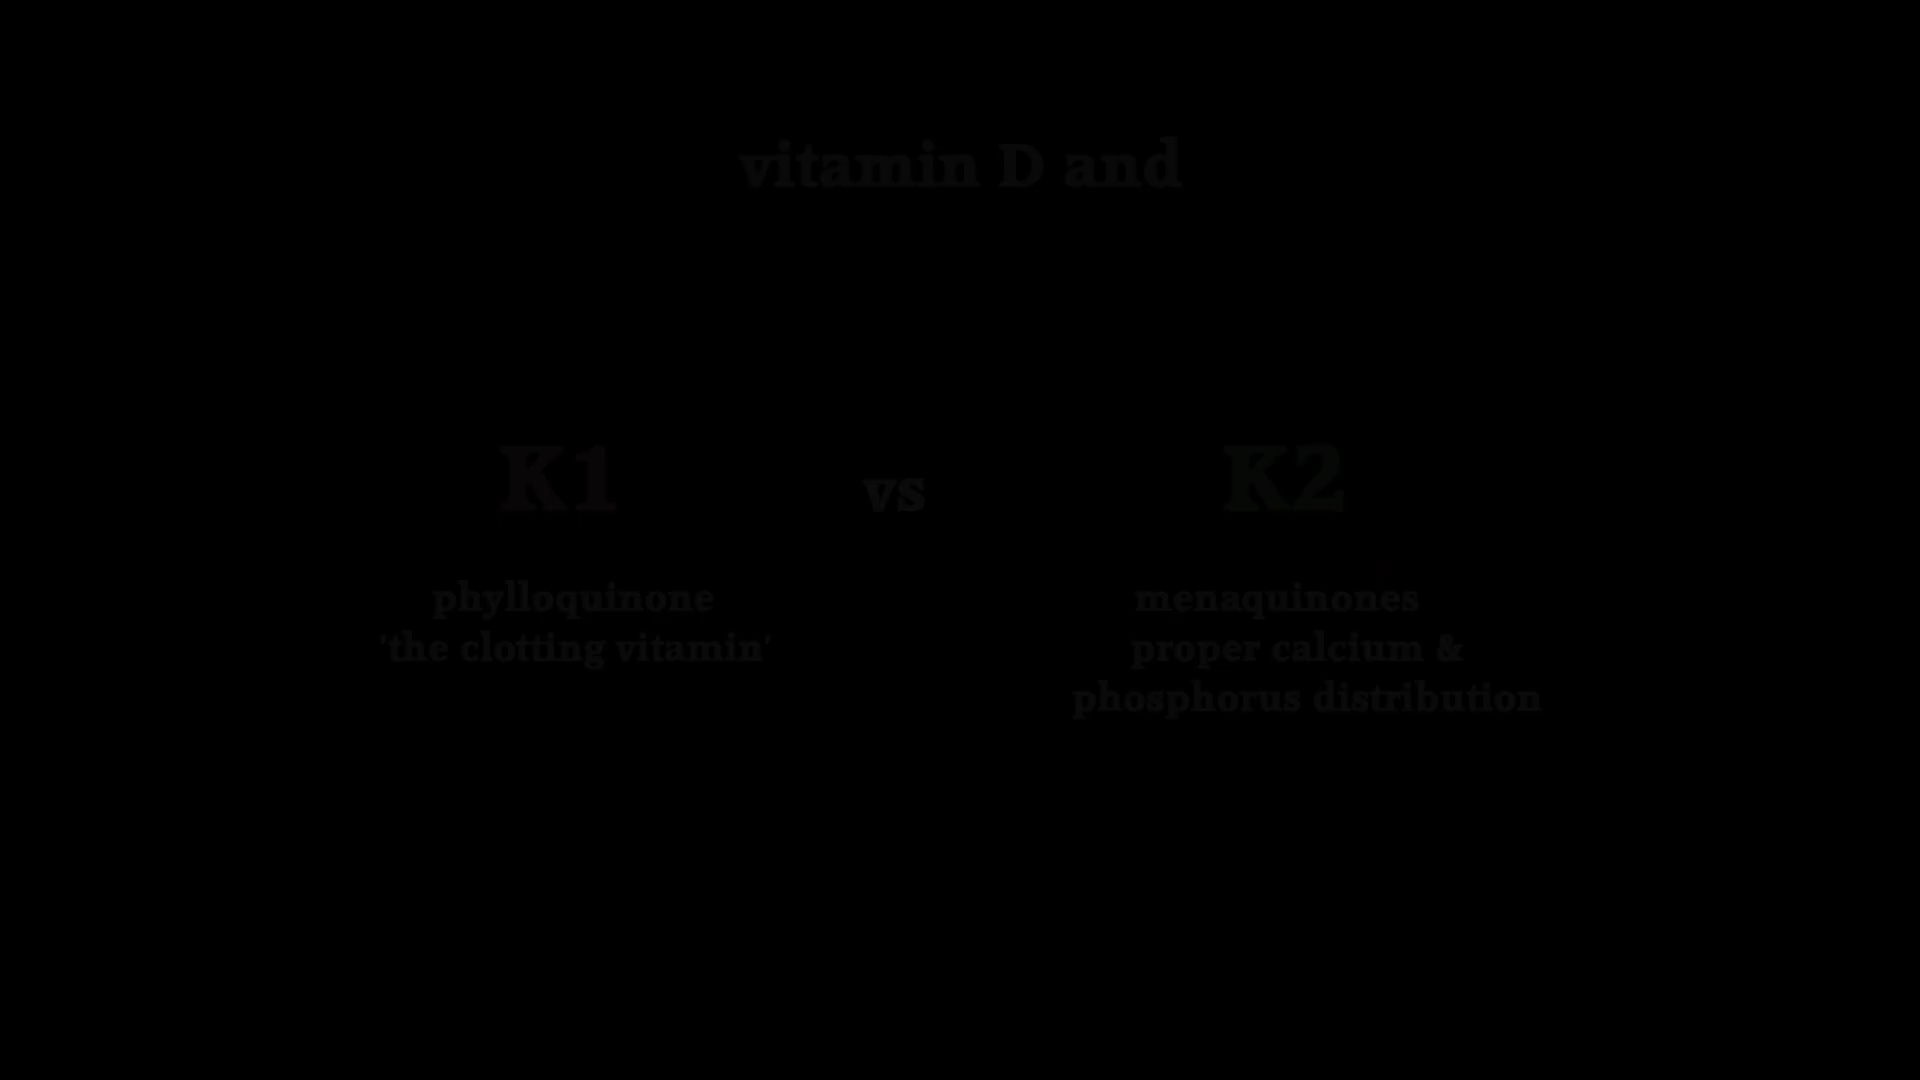 vitamin D and
K1 vs K2
phylloquinone
'the clotting vitamin'
menaquinones
proper calcium &
phosphorus distribution